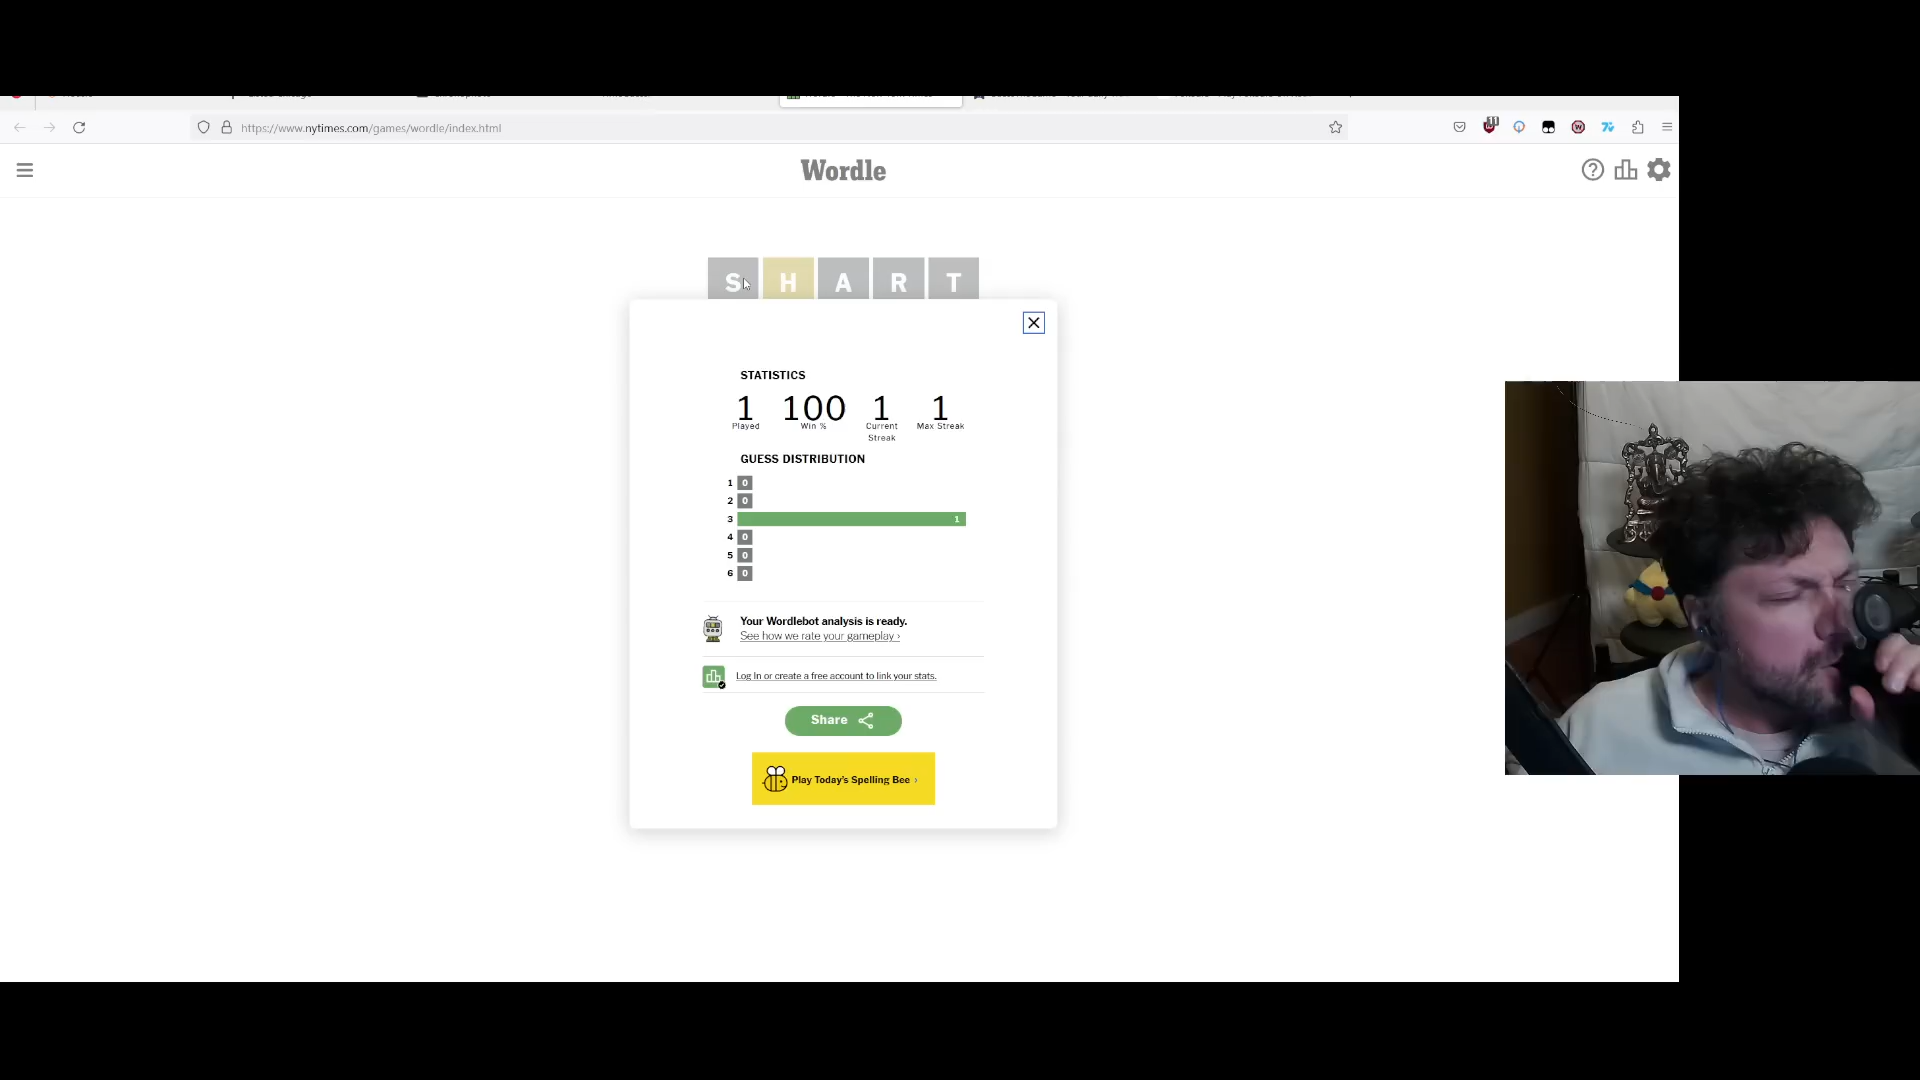 https://www.nytimes.com/games/wordle/index.html
11
Wordle
S H A R T
STATISTICS
1 100 1 1
Played Win % Current Streak Max Streak
GUESS DISTRIBUTION
1 0
2 0
3 1
4 0
5 0
6 0
Your Wordlebot analysis is ready.
See how we rate your gameplay ›
Log In or create a free account to link your stats.
Share
Play Today's Spelling Bee ›